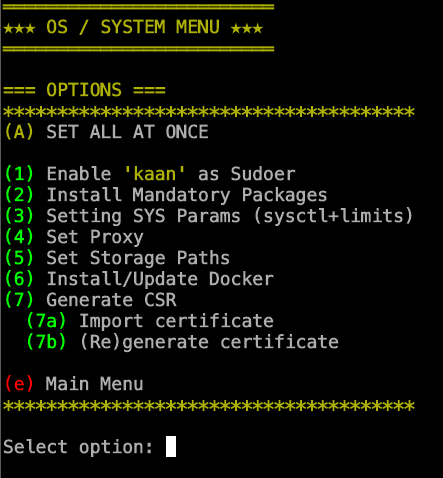 ★★★ OS / SYSTEM MENU ★★★
=== OPTIONS ===
**************************************
(A) SET ALL AT ONCE
(1) Enable 'kaan' as Sudoer
(2) Install Mandatory Packages
(3) Setting SYS Params (sysctl+limits)
(4) Set Proxy
(5) Set Storage Paths
(6) Install/Update Docker
(7) Generate CSR
(7a) Import certificate
(7b) (Re)generate certificate
(e) Main Menu
**************************************
Select option: